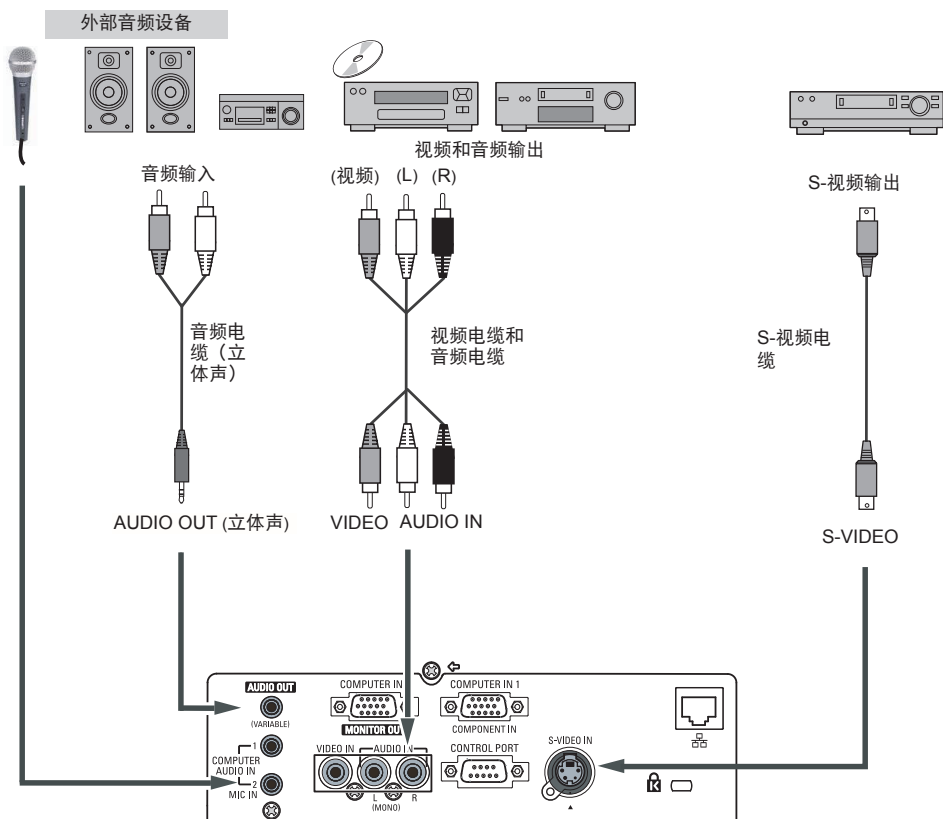 外部音频设备
视频和音频输出
音频输入
(视频) (L) (R)
S-视频输出
音频电
缆（立
体声）
视频电缆和
音频电缆
S-视频电
缆
AUDIO OUT (立体声)
VIDEO AUDIO IN
S-VIDEO
AUDIO OUT
(VARIABLE)
COMPUTER IN
MONITOR OUT
COMPUTER IN 1
COMPONENT IN
1
COMPUTER
AUDIO IN
2
MIC IN
VIDEO IN
AUDIO IN
L
(MONO)
R
CONTROL PORT
S-VIDEO IN